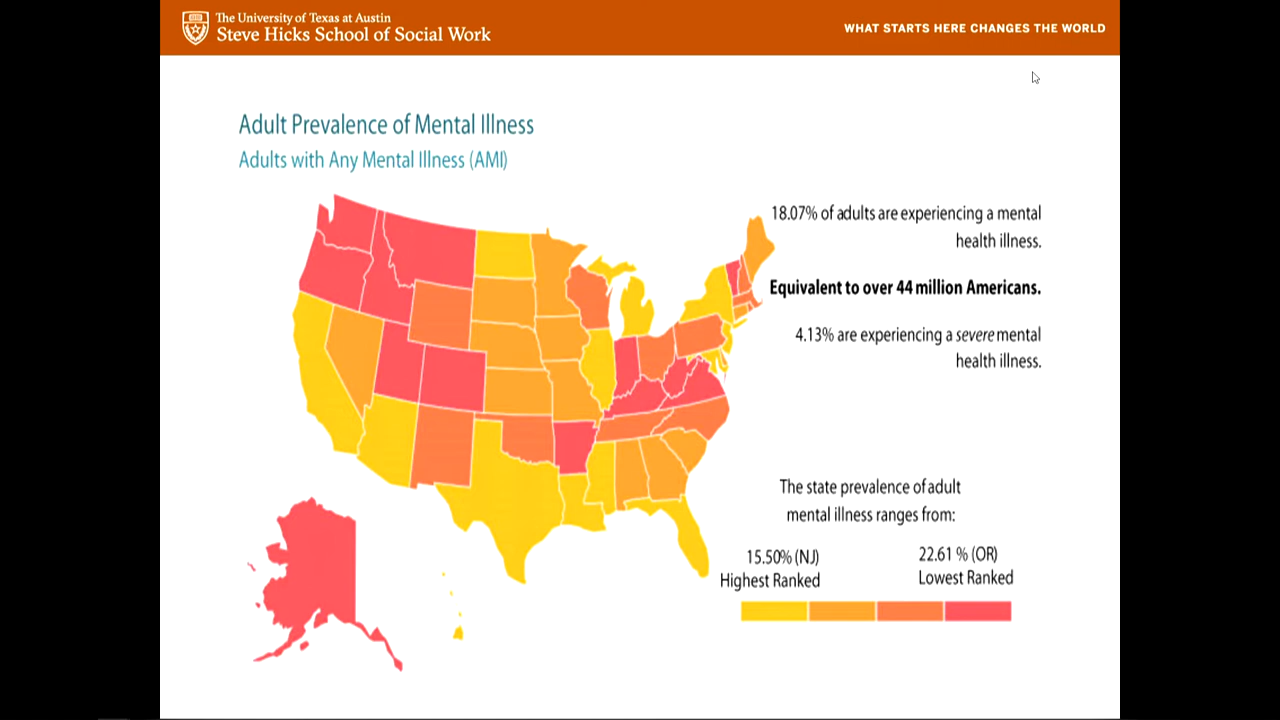 The University of Texas at Austin
Steve Hicks School of Social Work
WHAT STARTS HERE CHANGES THE WORLD
Adult Prevalence of Mental Illness
Adults with Any Mental Illness (AMI)
18.07% of adults are experiencing a mental
health illness.
Equivalent to over 44 million Americans.
4.13% are experiencing a severe mental
health illness.
The state prevalence of adult
mental illness ranges from:
15.50% (NJ)
Highest Ranked
22.61 % (OR)
Lowest Ranked